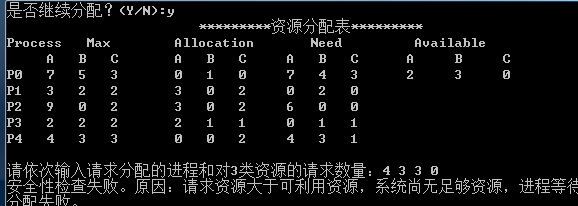 是否继续分配？(Y/N):y
*********资源分配表*********
Process Max Allocation Need Available
A B C A B C A B C A B C
P0 7 5 3 0 1 0 7 4 3 2 3 0
P1 3 2 2 3 0 2 0 2 0
P2 9 0 2 3 0 2 6 0 0
P3 2 2 2 2 1 1 0 1 1
P4 4 3 3 0 0 2 4 3 1
请依次输入请求分配的进程和对3类资源的请求数量：4 3 3 0
安全性检查失败。原因：请求资源大于可利用资源，系统尚无足够资源，进程等待
分配失败。